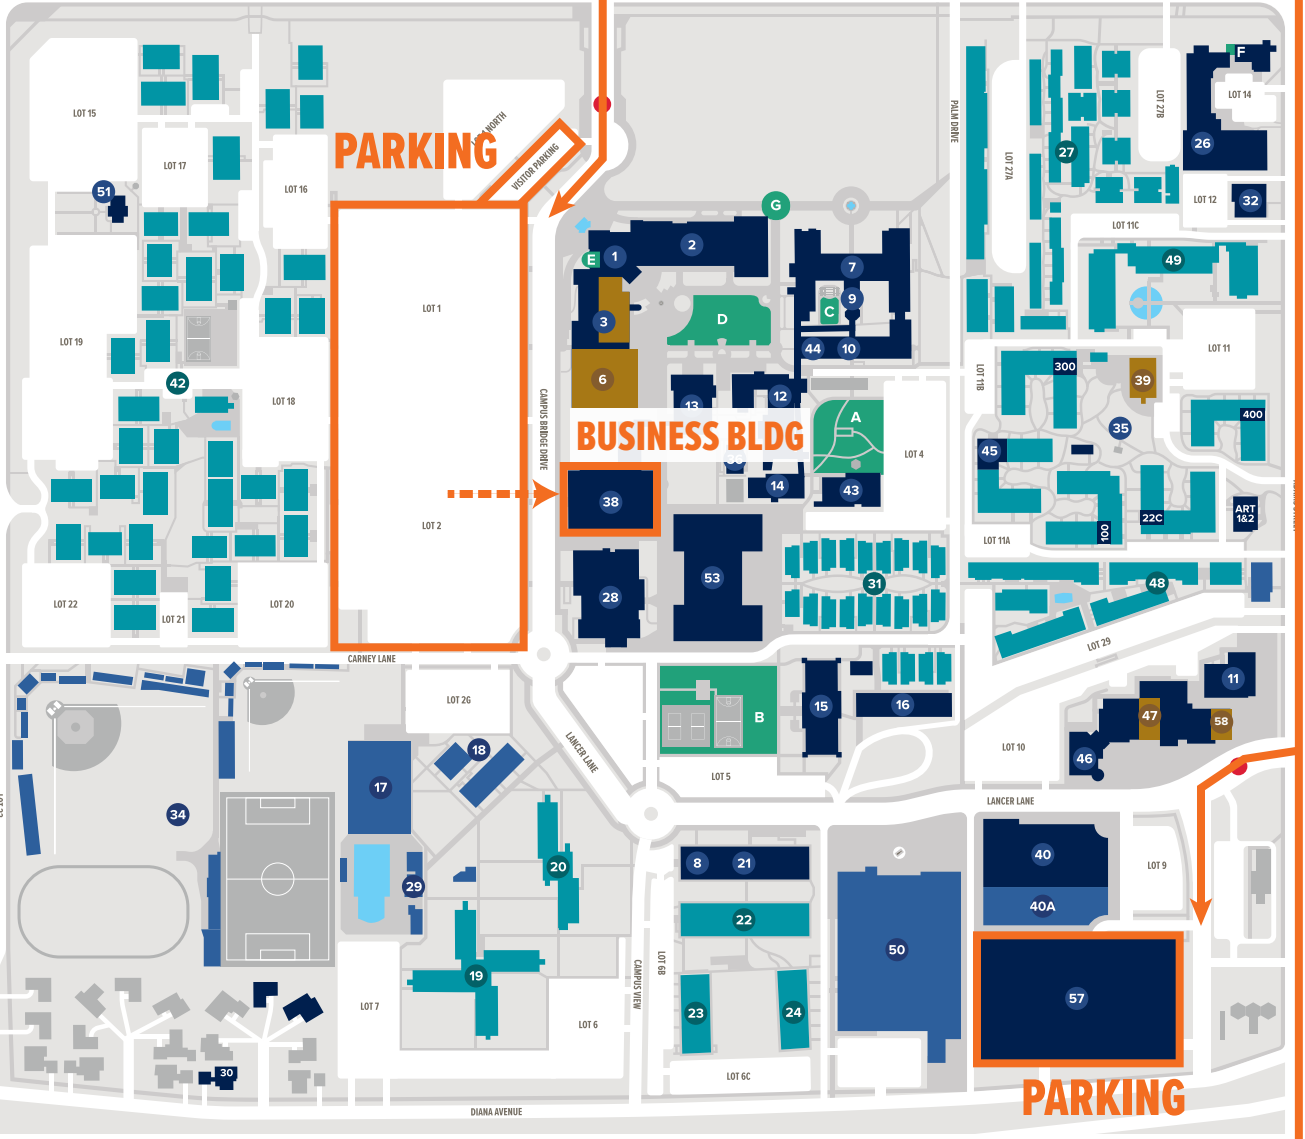 F
LOT 15
LOT 14
LOT 27B
PALM DRIVE
LOT 1 NORTH
PARKING
26
27
LOT 17
LOT 27A
VISITOR PARKING
51
LOT 16
LOT 12
32
G
LOT 11C
2
1
E
7
49
9
LOT 1
C
D
3
LOT 19
44
10
LOT 11
300
LOT 11B
6
39
42
12
LOT 18
13
CAMPUS BRIDGE DRIVE
A
400
35
BUSINESS BLDG
45
LOT 4
14
43
38
ART
1&2
22C
LOT 2
100
LOT 11A
53
31
48
28
LOT 22
LOT 20
LOT 21
LOT 29
CARNEY LANE
11
LOT 26
15
16
B
47
58
18
LANCER LANE
LOT 10
46
LOT 5
17
LANCER LANE
34
8
21
40
LOT 9
20
29
40A
22
50
LOT 6B
19
CAMPUS VIEW
57
LOT 7
23
24
LOT 6
30
LOT 6C
PARKING
DIANA AVENUE